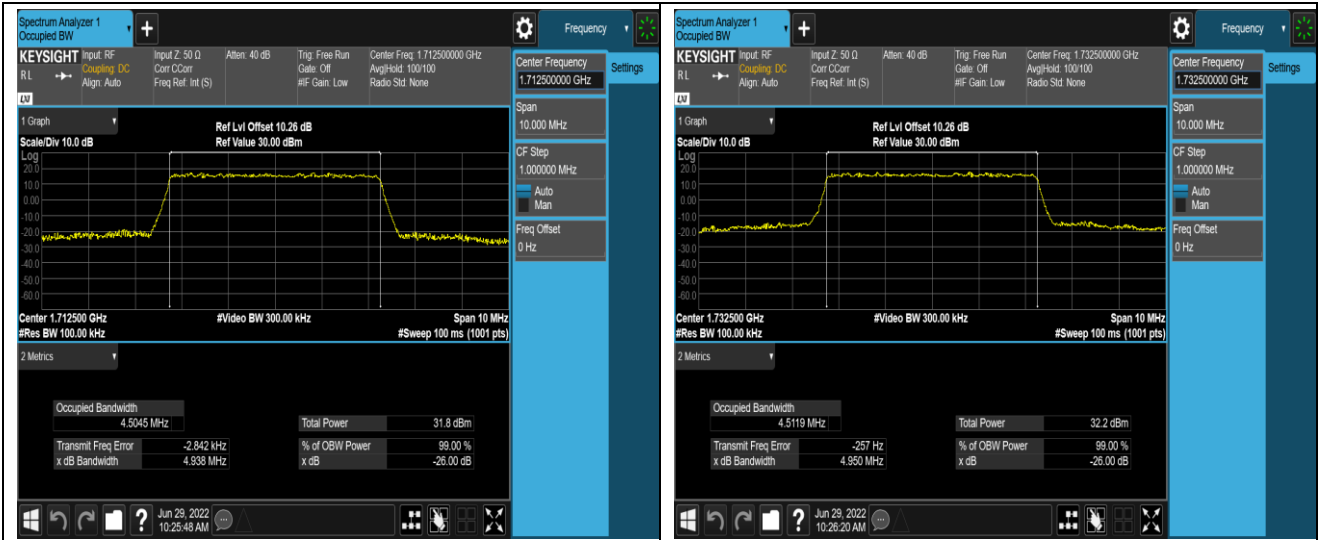 Spectrum Analyzer 1
Occupied BW
+
Frequency
KEYSIGHT Input: RF
RL
Coupling: DC
Align: Auto
Input Z: 50 Ω
Corr CCorr
Freq Ref: Int (S)
Atten: 40 dB
Trig: Free Run
Gate: Off
#IF Gain: Low
Center Freq: 1.712500000 GHz
Avg|Hold: 100/100
Radio Std: None
LXI
Center Frequency
1.712500000 GHz
Settings
Span
10.000 MHz
CF Step
1.000000 MHz
Auto
Man
Freq Offset
0 Hz
1 Graph
Scale/Div 10.0 dB
Ref Lvl Offset 10.26 dB
Ref Value 30.00 dBm
Log
20.0
10.0
0.00
-10.0
-20.0
-30.0
-40.0
-50.0
-60.0
Center 1.712500 GHz
#Video BW 300.00 kHz
Span 10 MHz
#Res BW 100.00 kHz
#Sweep 100 ms (1001 pts)
2 Metrics
Occupied Bandwidth
4.5045 MHz
Total Power 31.8 dBm
Transmit Freq Error -2.842 kHz
% of OBW Power 99.00 %
x dB Bandwidth 4.938 MHz
x dB -26.00 dB
?
Jun 29, 2022
10:25:48 AM
Spectrum Analyzer 1
Occupied BW
+
Frequency
KEYSIGHT Input: RF
RL
Coupling: DC
Align: Auto
Input Z: 50 Ω
Corr CCorr
Freq Ref: Int (S)
Atten: 40 dB
Trig: Free Run
Gate: Off
#IF Gain: Low
Center Freq: 1.732500000 GHz
Avg|Hold: 100/100
Radio Std: None
LXI
Center Frequency
1.732500000 GHz
Settings
Span
10.000 MHz
CF Step
1.000000 MHz
Auto
Man
Freq Offset
0 Hz
1 Graph
Scale/Div 10.0 dB
Ref Lvl Offset 10.26 dB
Ref Value 30.00 dBm
Log
20.0
10.0
0.00
-10.0
-20.0
-30.0
-40.0
-50.0
-60.0
Center 1.732500 GHz
#Video BW 300.00 kHz
Span 10 MHz
#Res BW 100.00 kHz
#Sweep 100 ms (1001 pts)
2 Metrics
Occupied Bandwidth
4.5119 MHz
Total Power 32.2 dBm
Transmit Freq Error -257 Hz
% of OBW Power 99.00 %
x dB Bandwidth 4.950 MHz
x dB -26.00 dB
?
Jun 29, 2022
10:26:20 AM